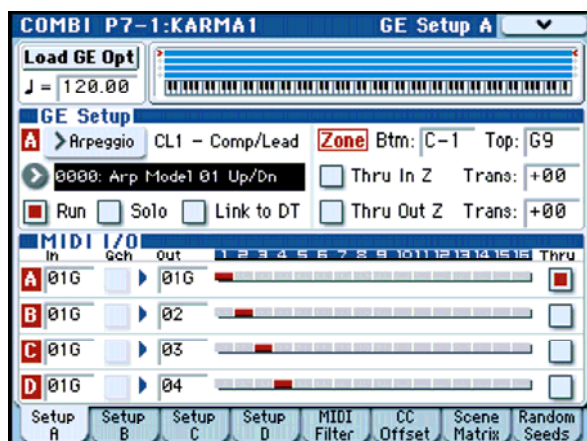 COMBI P7-1:KARMA1 GE Setup A
Load GE Opt
♩ = 120.00
GE Setup
A >Arpeggio CL1 - Comp/Lead Zone Btm: C-1 Top: G9
> 0000: Arp Model 01 Up/Dn Thru In Z Trans: +00
Run Solo Link to DT Thru Out Z Trans: +00
MIDI I/O
In Gch Out 1 2 3 4 5 6 7 8 9 10 11 12 13 14 15 16 Thru
A 01G 01G
B 01G 02
C 01G 03
D 01G 04
Setup A Setup B Setup C Setup D MIDI Filter CC Offset Scene Matrix Random Seeds